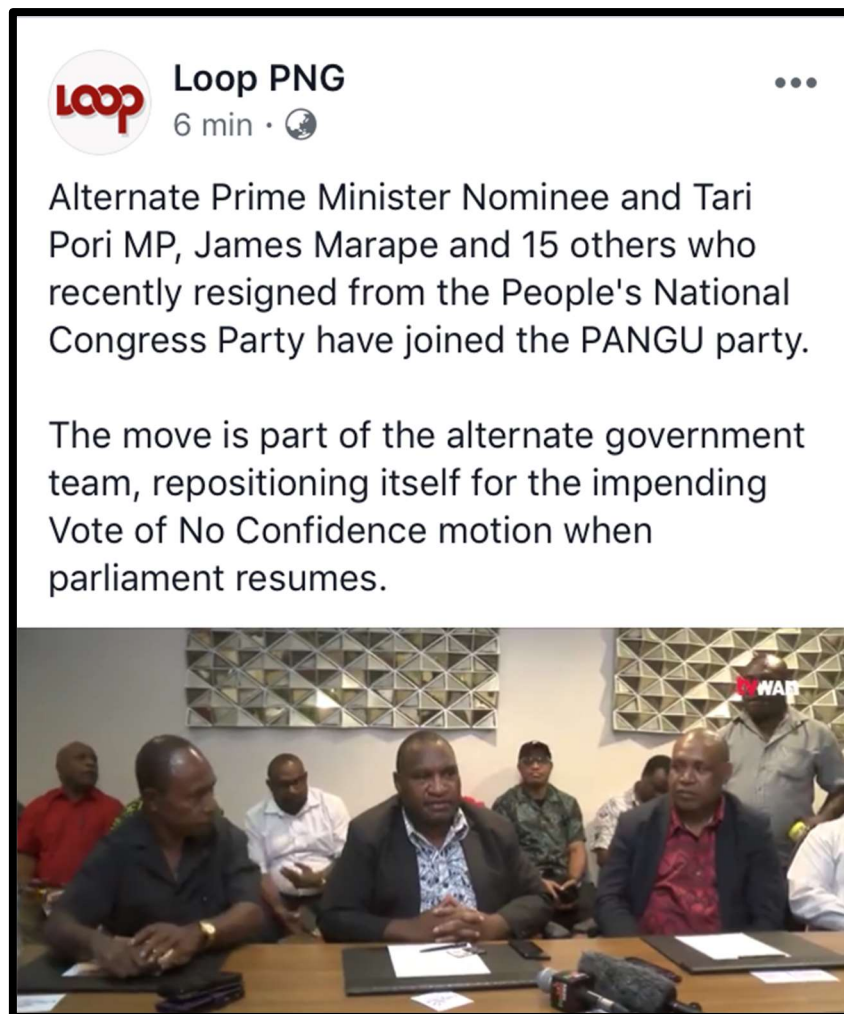 LOOP
Loop PNG
6 min ·
Alternate Prime Minister Nominee and Tari
Pori MP, James Marape and 15 others who
recently resigned from the People's National
Congress Party have joined the PANGU party.
The move is part of the alternate government
team, repositioning itself for the impending
Vote of No Confidence motion when
parliament resumes.